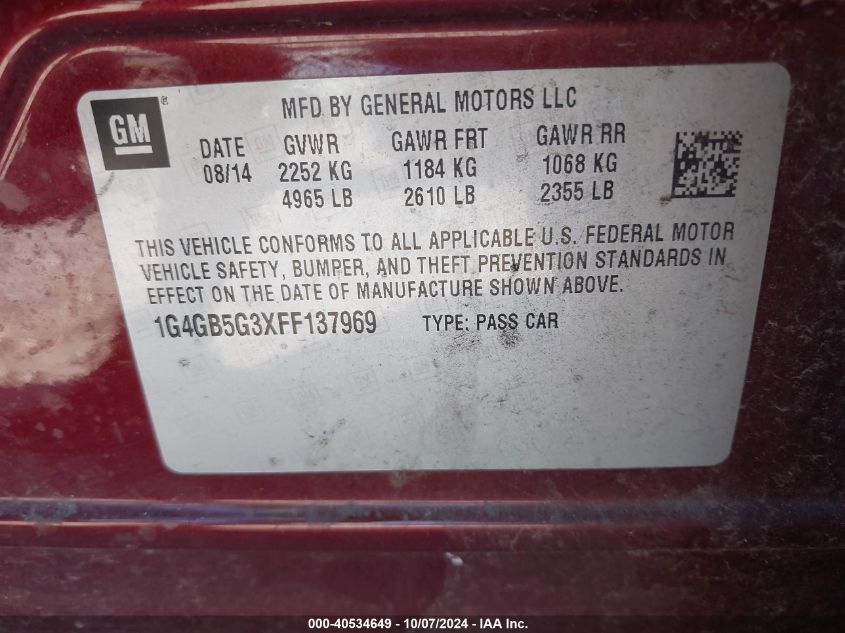 GM®
MFD BY GENERAL MOTORS LLC
DATE GVWR GAWR FRT GAWR RR
08/14 2252 KG 1184 KG 1068 KG
4965 LB 2610 LB 2355 LB
THIS VEHICLE CONFORMS TO ALL APPLICABLE U.S. FEDERAL MOTOR
VEHICLE SAFETY, BUMPER, AND THEFT PREVENTION STANDARDS IN
EFFECT ON THE DATE OF MANUFACTURE SHOWN ABOVE.
1G4GB5G3XFF137969 TYPE: PASS CAR
000-40534649 - 10/07/2024 - IAA Inc.